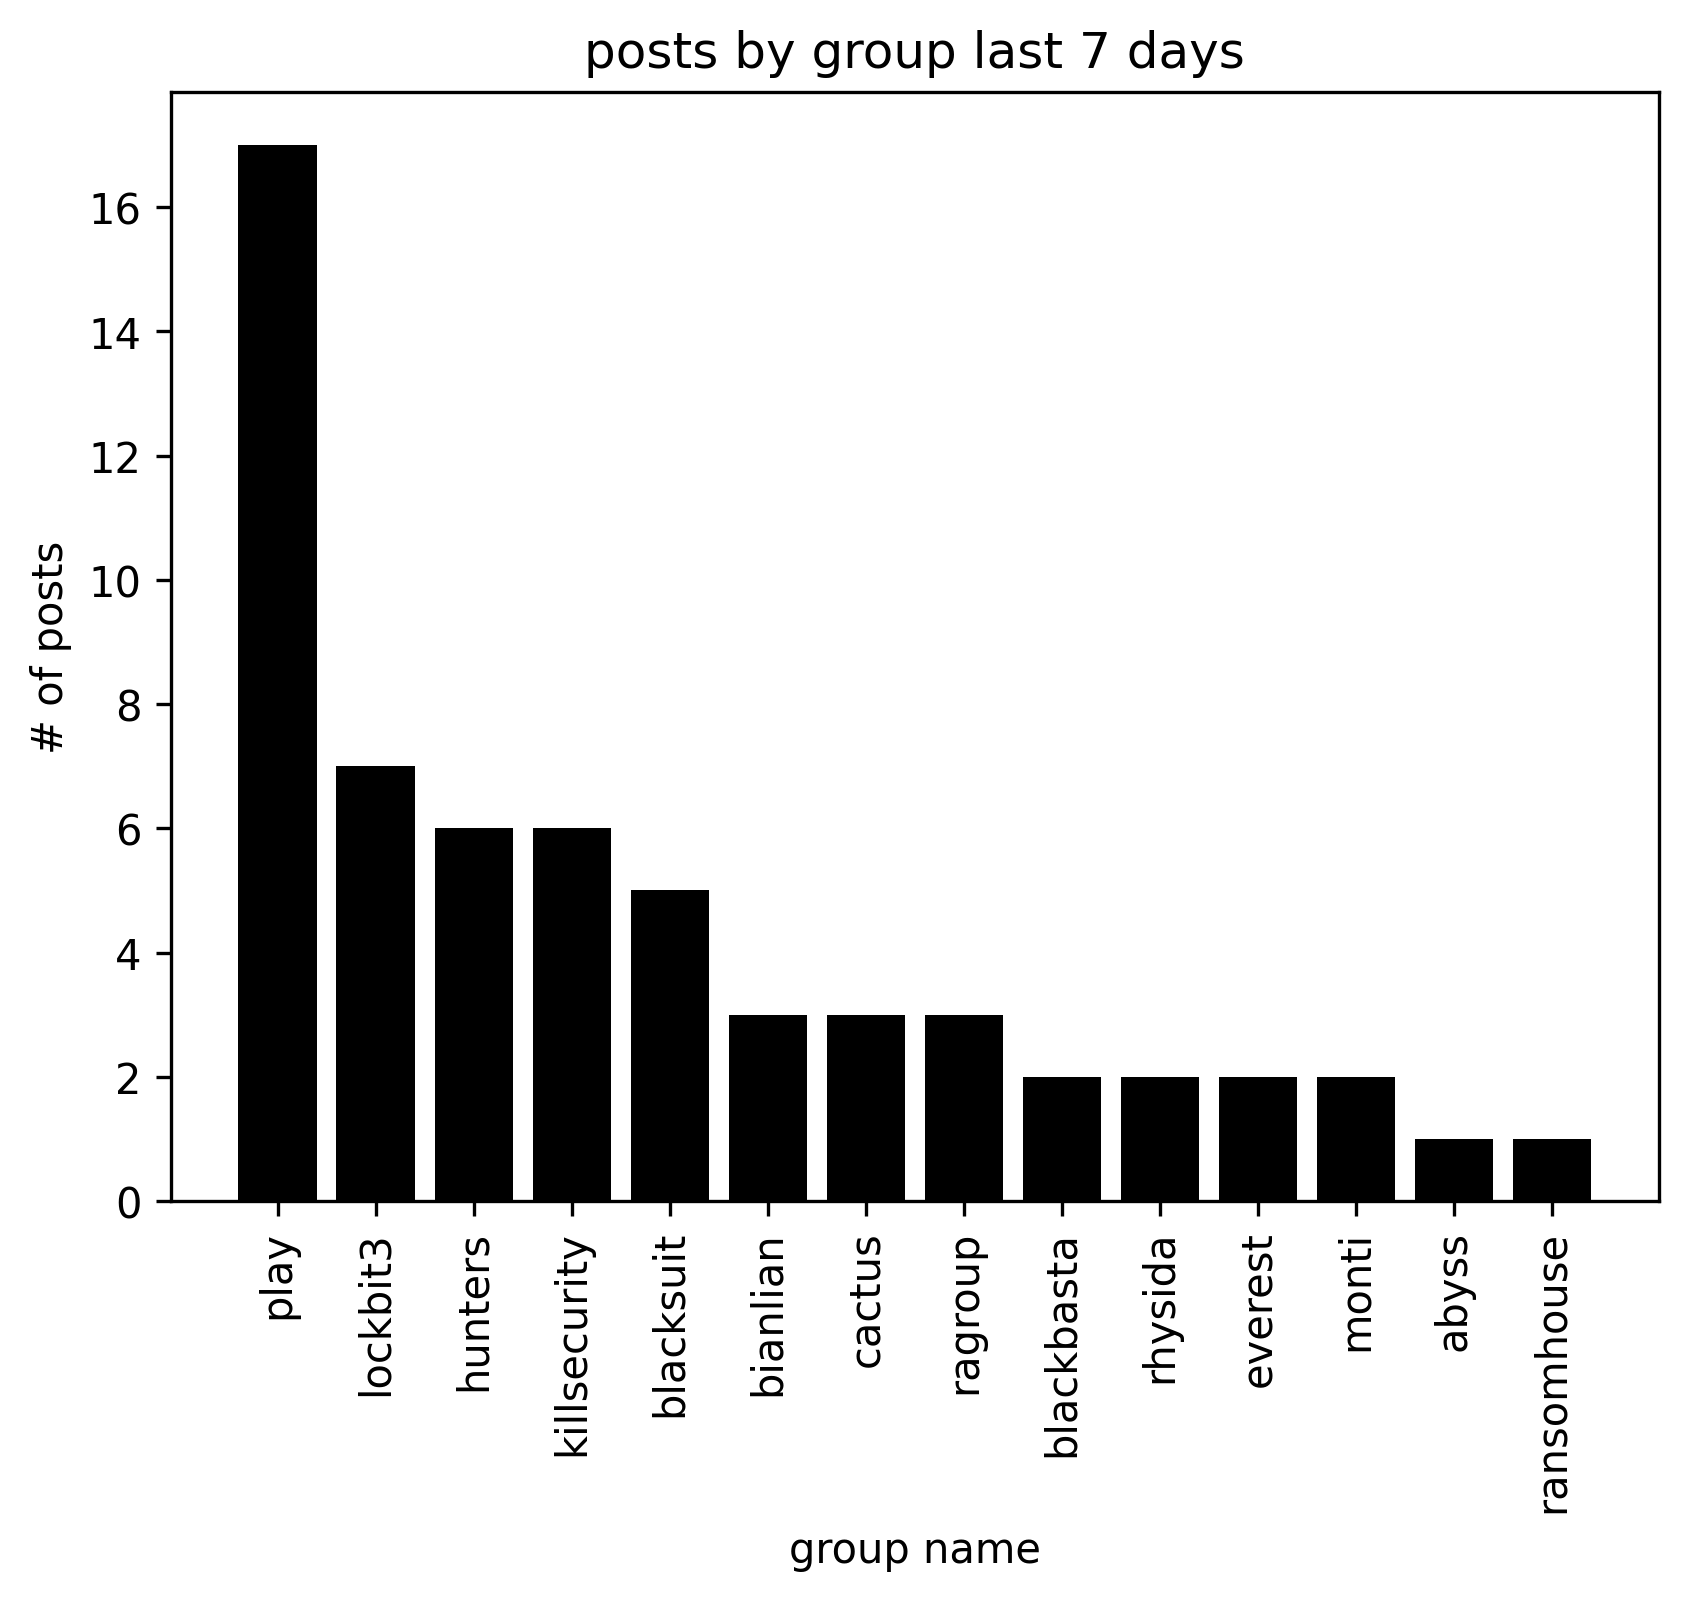 posts by group last 7 days
# of posts
16
14
12
10
8
6
4
2
0
play
lockbit3
hunters
killsecurity
blacksuit
bianlian
cactus
ragroup
blackbasta
rhysida
everest
monti
abyss
ransomhouse
group name